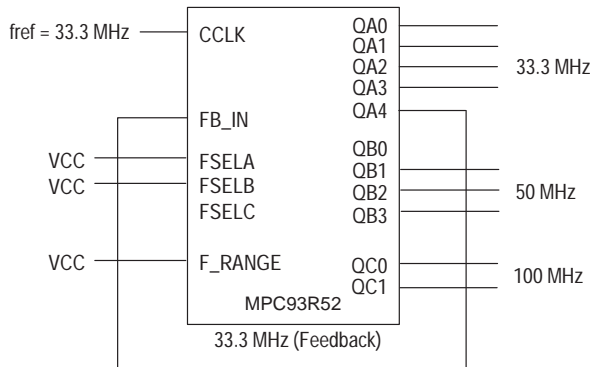 fref = 33.3 MHz
CCLK
FB_IN
VCC
FSELA
VCC
FSELB
FSELC
VCC
F_RANGE
QA0
QA1
QA2
QA3
QA4
33.3 MHz
QB0
QB1
QB2
QB3
50 MHz
QC0
QC1
100 MHz
MPC93R52
33.3 MHz (Feedback)